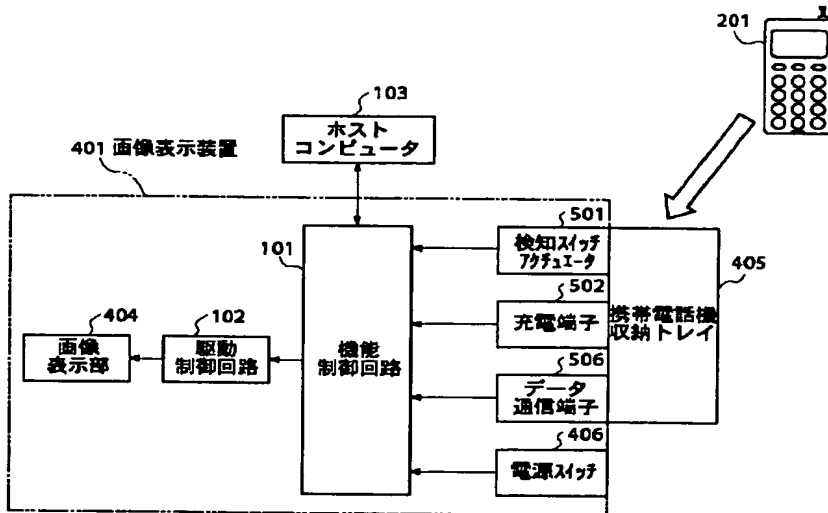 201
103
ホスト
コンピュータ
401 画像表示装置
501
検知スイッチ
アクチュエータ
101
405
502
充電端子
携帯電話機
収納トレイ
404
102
画像
表示部
駆動
制御回路
機能
制御回路
506
データ
通信端子
406
電源スイッチ